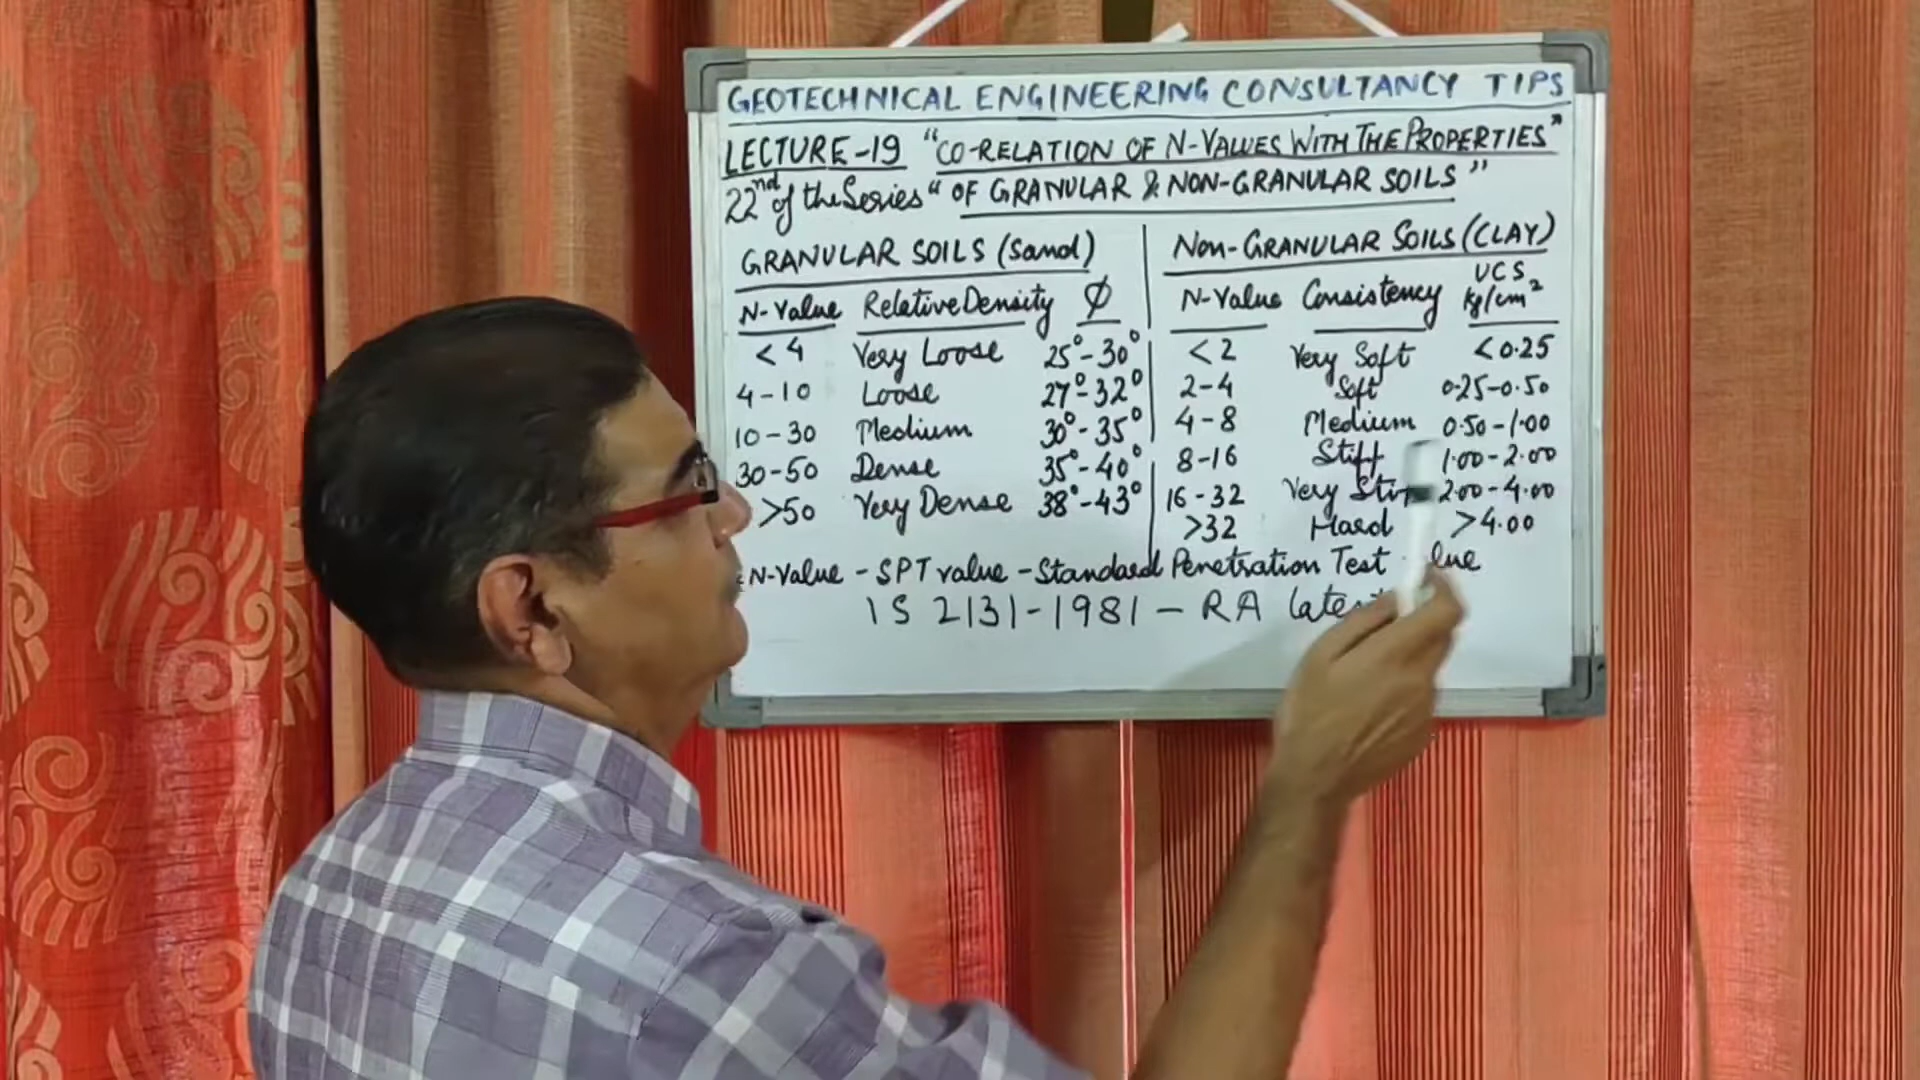 GEOTECHNICAL ENGINEERING CONSULTANCY TIPS
LECTURE-19 "CO-RELATION OF N-VALUES WITH THE PROPERTIES"
22nd of the Series "OF GRANULAR & NON-GRANULAR SOILS"
GRANULAR SOILS (Sand)
N-Value Relative Density Ø
<4 Very Loose 25°-30°
4-10 Loose 27°-32°
10-30 Medium 30°-35°
30-50 Dense 35°-40°
>50 Very Dense 38°-43°
NON-GRANULAR SOILS (CLAY)
N-Value Consistency UCS kg/cm²
<2 Very Soft <0.25
2-4 Soft 0.25-0.50
4-8 Medium 0.50-1.00
8-16 Stiff 1.00-2.00
16-32 Very 2.00-4.00
>32 Hard >4.00
N-Value - SPT value - Standard Penetration Test
IS 2131-1981 - RA